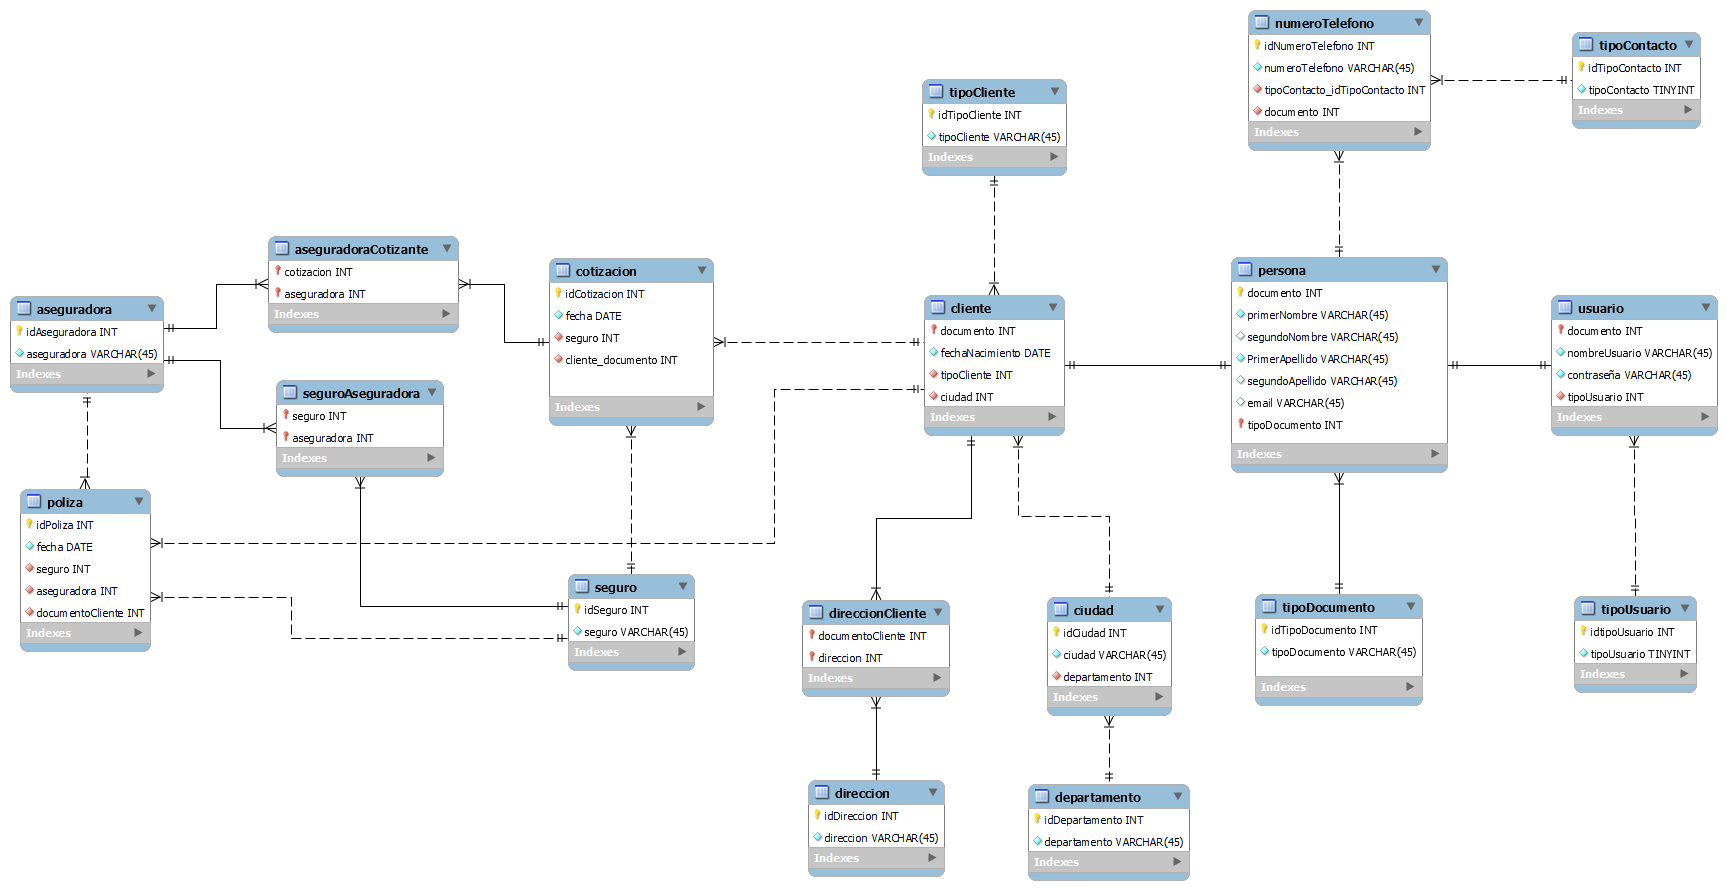 numeroTelefono
idNumeroTelefono INT
numeroTelefono VARCHAR(45)
tipoContacto_idTipoContacto INT
documento INT
Indexes
tipoContacto
idTipoContacto INT
tipoContacto TINYINT
Indexes
tipoCliente
idTipoCliente INT
tipoCliente VARCHAR(45)
Indexes
aseguradoraCotizante
cotizacion INT
aseguradora INT
Indexes
cotizacion
idCotizacion INT
fecha DATE
seguro INT
cliente_documento INT
Indexes
aseguradora
idAseguradora INT
aseguradora VARCHAR(45)
Indexes
seguroAseguradora
seguro INT
aseguradora INT
Indexes
cliente
documento INT
fechaNacimiento DATE
tipoCliente INT
ciudad INT
Indexes
persona
documento INT
primerNombre VARCHAR(45)
segundoNombre VARCHAR(45)
PrimerApellido VARCHAR(45)
segundoApellido VARCHAR(45)
email VARCHAR(45)
tipoDocumento INT
Indexes
usuario
documento INT
nombreUsuario VARCHAR(45)
contraseña VARCHAR(45)
tipoUsuario INT
Indexes
poliza
idPoliza INT
fecha DATE
seguro INT
aseguradora INT
documentoCliente INT
Indexes
seguro
idSeguro INT
seguro VARCHAR(45)
Indexes
direccionCliente
documentoCliente INT
direccion INT
Indexes
ciudad
idCiudad INT
ciudad VARCHAR(45)
departamento INT
Indexes
tipoDocumento
idTipoDocumento INT
tipoDocumento VARCHAR(45)
Indexes
tipoUsuario
idtipoUsuario INT
tipoUsuario TINYINT
Indexes
direccion
idDireccion INT
direccion VARCHAR(45)
Indexes
departamento
idDepartamento INT
departamento VARCHAR(45)
Indexes